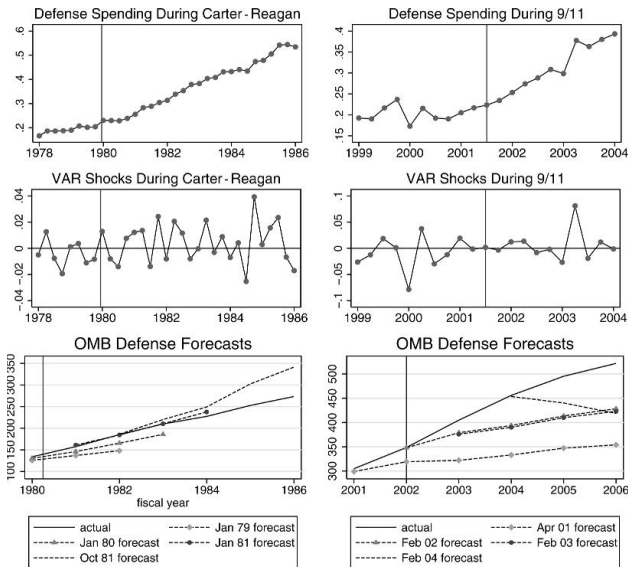 Defense Spending During Carter-Reagan
.6
.5
.4
.3
.2
1978 1980 1982 1984 1986
Defense Spending During 9/11
.4
.35
.3
.25
.2
.15
1999 2000 2001 2002 2003 2004
VAR Shocks During Carter-Reagan
.04
.02
0
-.02
-.04
1978 1980 1982 1984 1986
VAR Shocks During 9/11
.1
.05
0
-.05
-.1
1999 2000 2001 2002 2003 2004
OMB Defense Forecasts
350
300
250
200
150
100
1980 1982 1984 1986
fiscal year
actual
Jan 79 forecast
Jan 80 forecast
Jan 81 forecast
Oct 81 forecast
OMB Defense Forecasts
500
450
400
350
300
2001 2002 2003 2004 2005 2006
actual
Apr 01 forecast
Feb 02 forecast
Feb 03 forecast
Feb 04 forecast